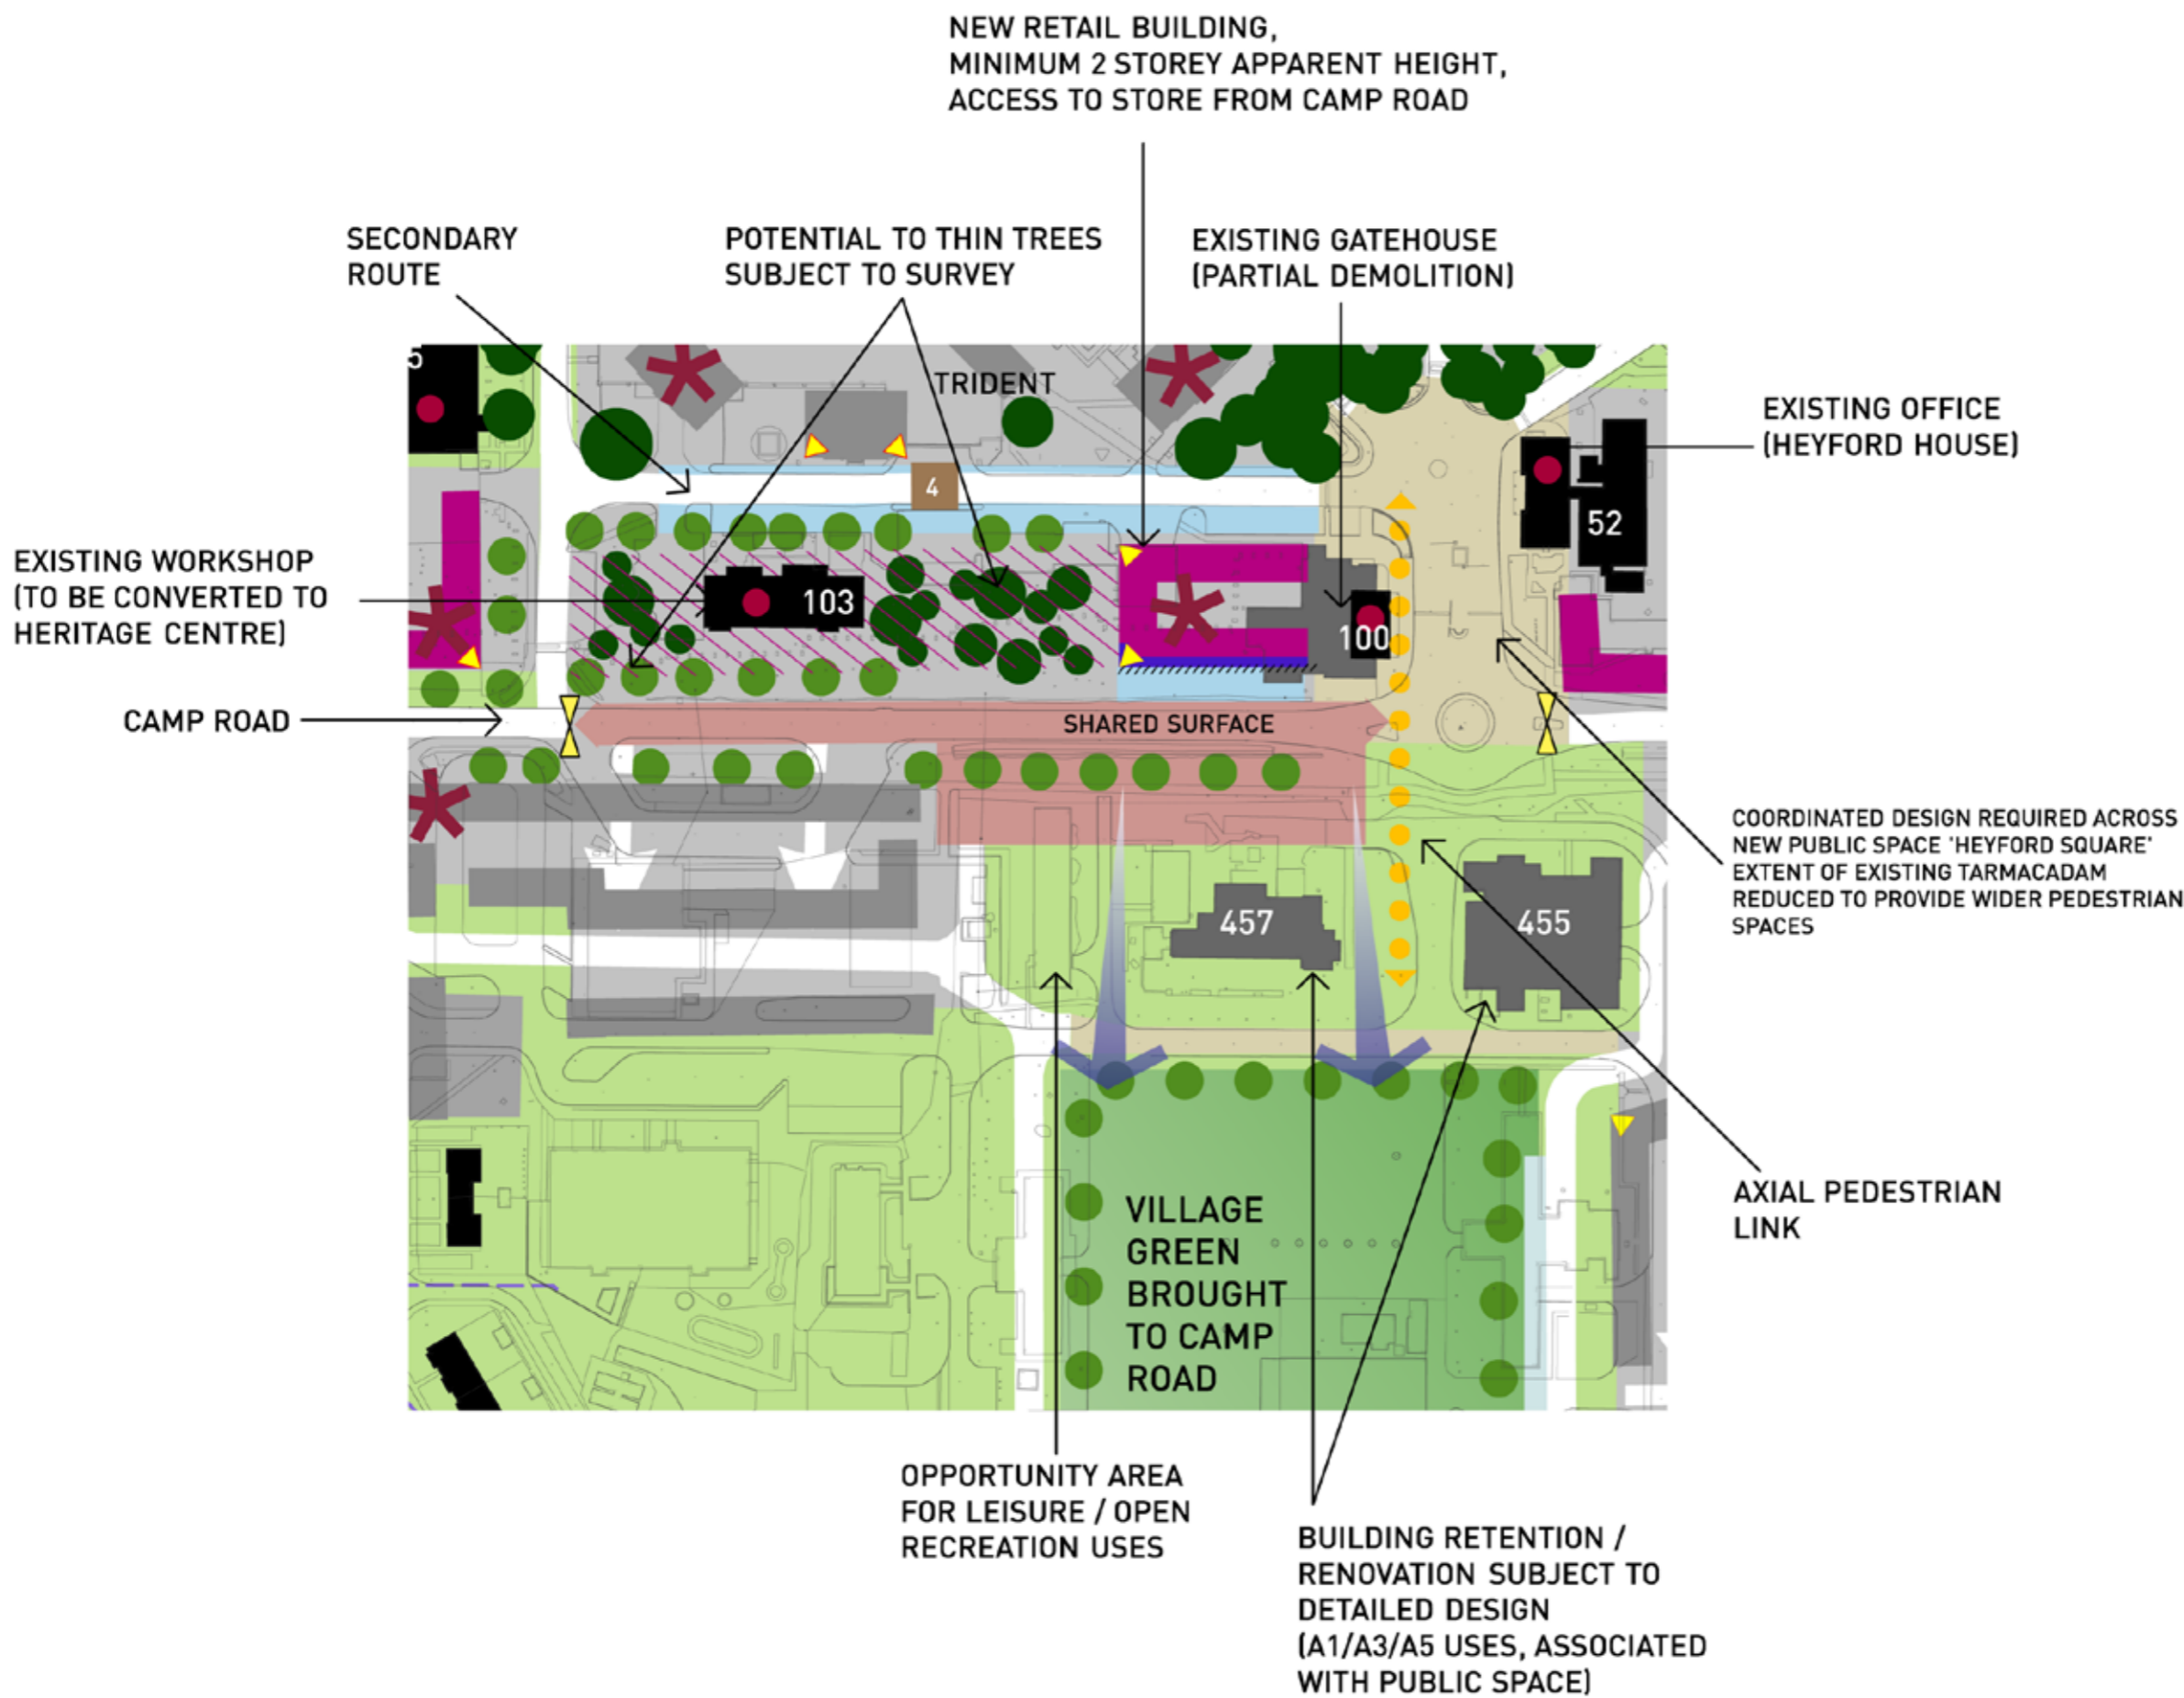 NEW RETAIL BUILDING,
MINIMUM 2 STOREY APPARENT HEIGHT,
ACCESS TO STORE FROM CAMP ROAD
SECONDARY
ROUTE
POTENTIAL TO THIN TREES
SUBJECT TO SURVEY
EXISTING GATEHOUSE
(PARTIAL DEMOLITION)
5
TRIDENT
EXISTING OFFICE
(HEYFORD HOUSE)
4
52
EXISTING WORKSHOP
(TO BE CONVERTED TO
HERITAGE CENTRE)
103
100
CAMP ROAD
SHARED SURFACE
COORDINATED DESIGN REQUIRED ACROSS
NEW PUBLIC SPACE 'HEYFORD SQUARE'
EXTENT OF EXISTING TARMACADAM
REDUCED TO PROVIDE WIDER PEDESTRIAN
SPACES
457
455
AXIAL PEDESTRIAN
LINK
VILLAGE
GREEN
BROUGHT
TO CAMP
ROAD
OPPORTUNITY AREA
FOR LEISURE / OPEN
RECREATION USES
BUILDING RETENTION /
RENOVATION SUBJECT TO
DETAILED DESIGN
(A1/A3/A5 USES, ASSOCIATED
WITH PUBLIC SPACE)